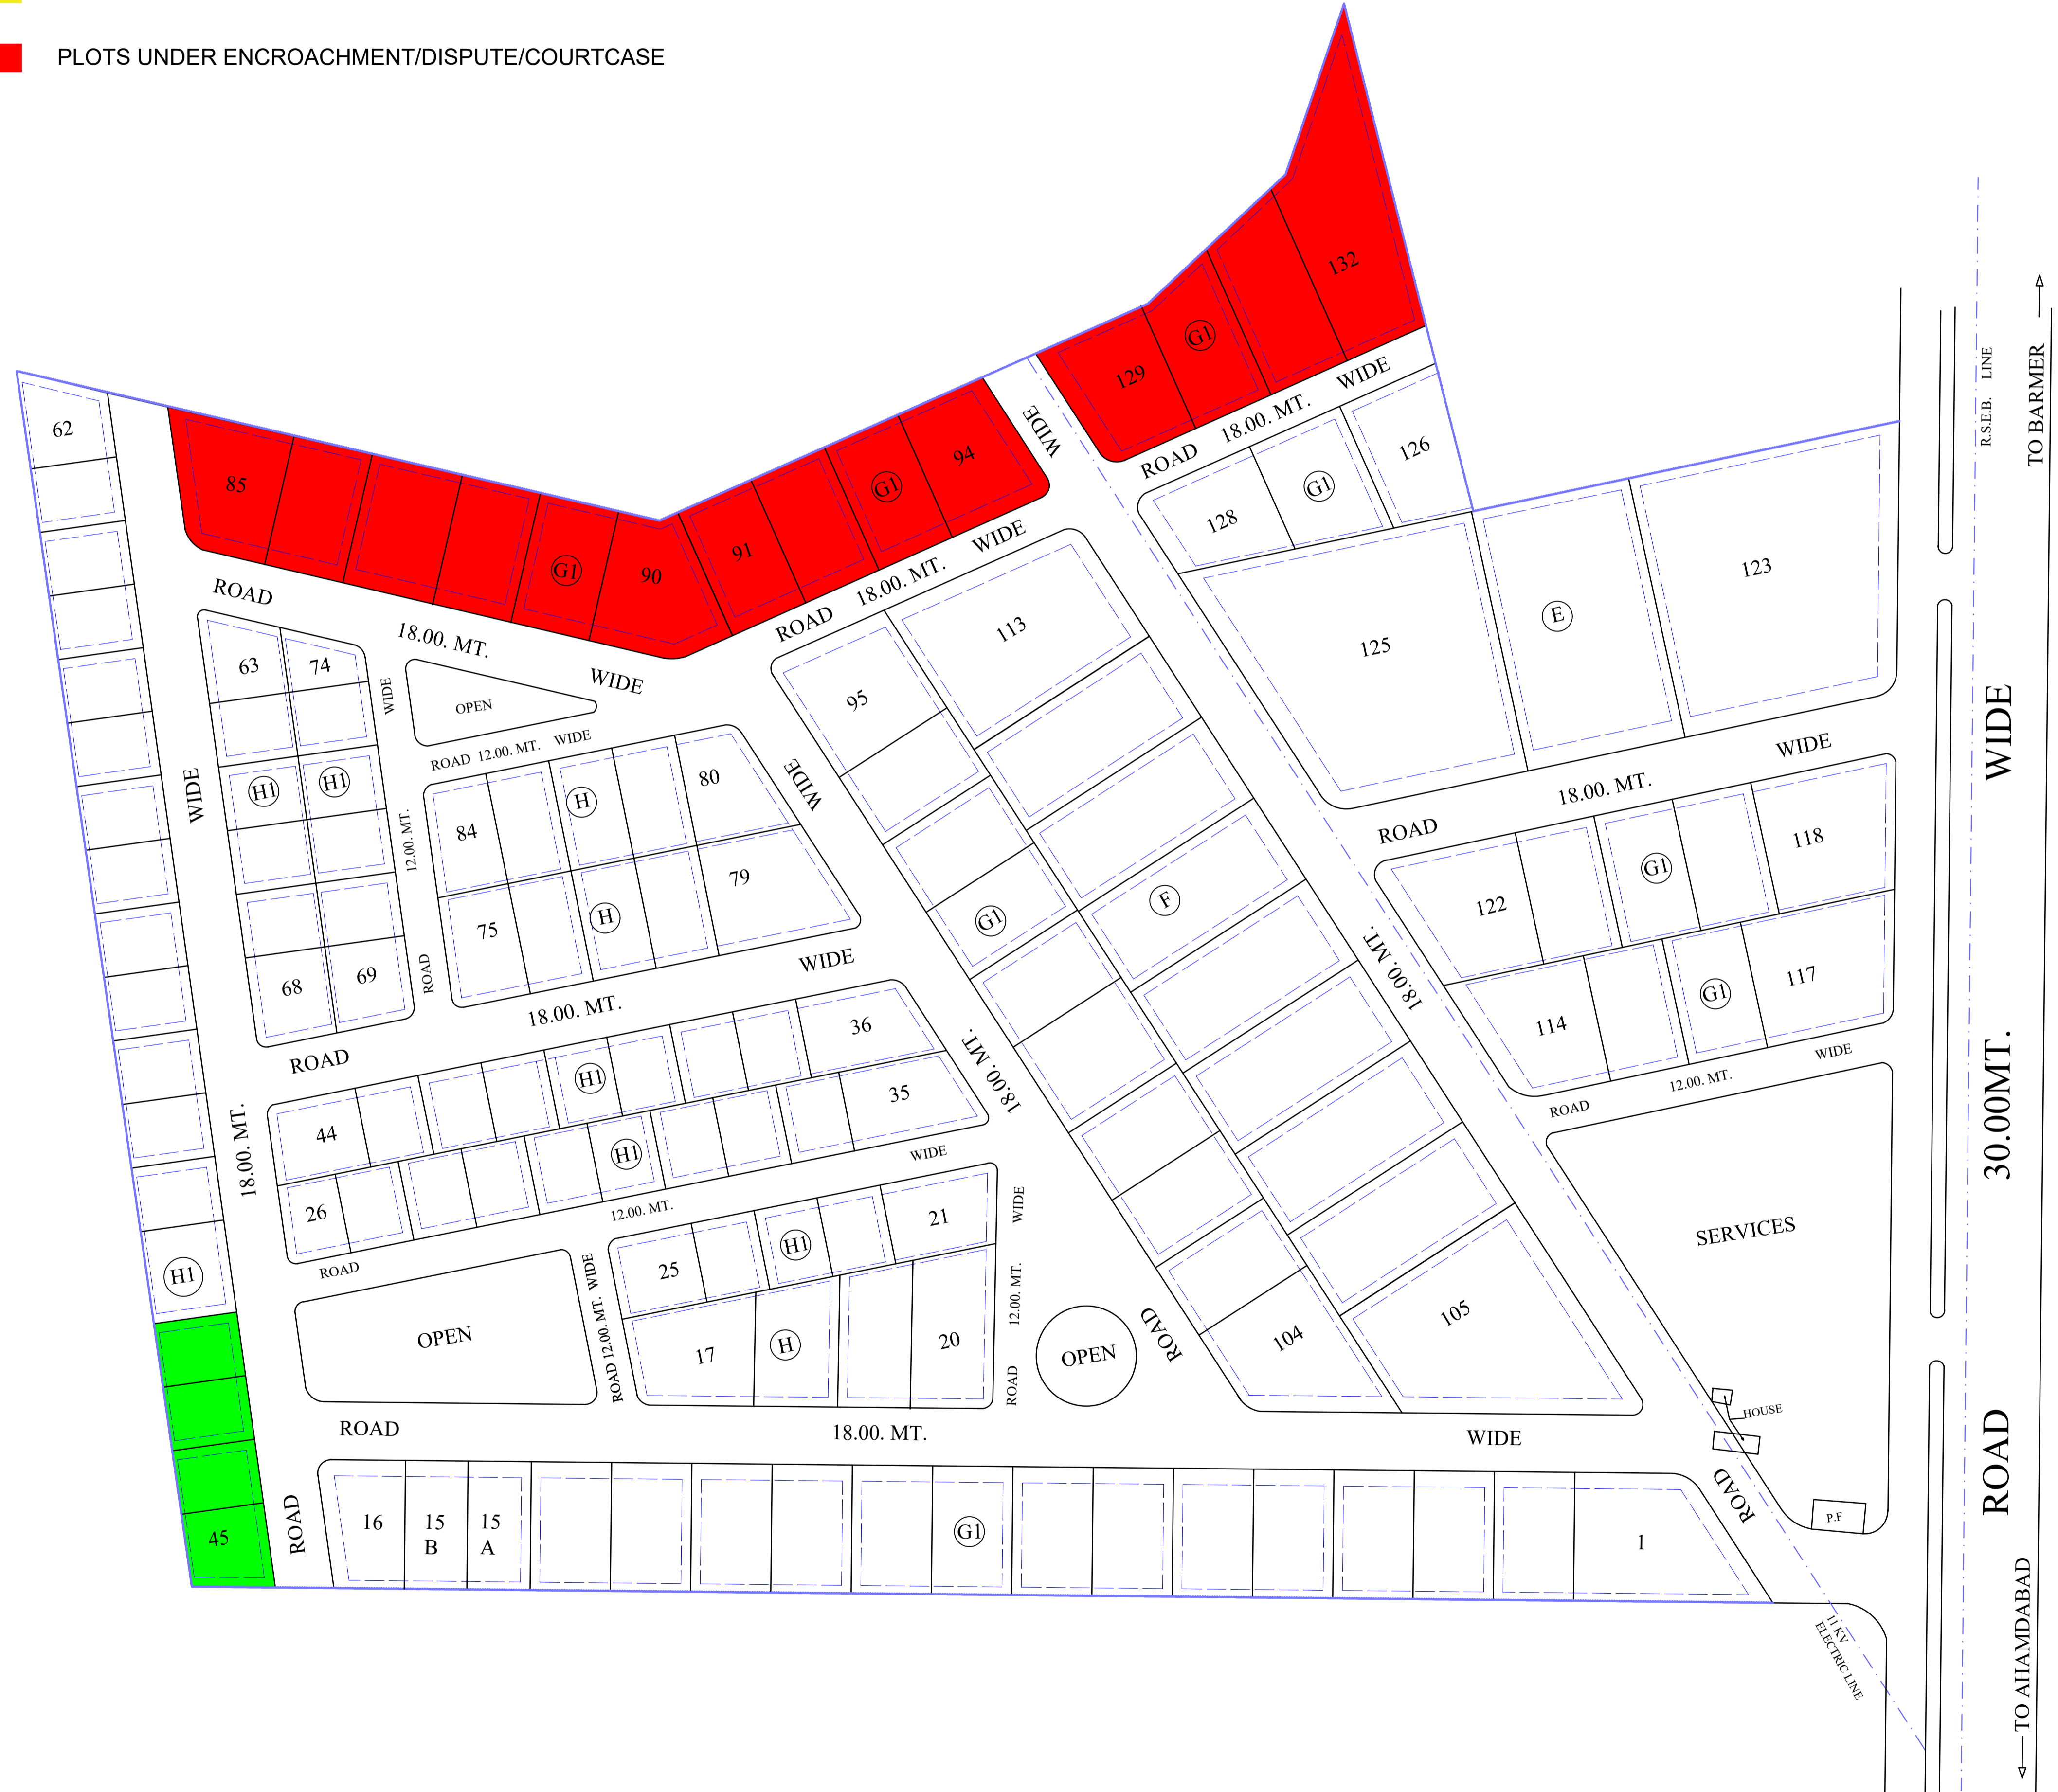 PLOTS UNDER ENCROACHMENT/DISPUTE/COURTCASE
132
G1
129
WIDE
18.00. MT.
ROAD
WIDE
62
85
G1
90
91
G1
94
WIDE
18.00. MT.
ROAD
126
G1
128
125
E
123
R.S.E.B. LINE
TO BARMER
ROAD
18.00. MT.
WIDE
63
74
WIDE
12.00. MT.
ROAD
OPEN
ROAD 12.00. MT. WIDE
H1
H1
68
69
84
H
80
75
H
79
WIDE
18.00. MT.
ROAD
WIDE
18.00. MT.
ROAD
95
113
G1
F
104
105
WIDE
18.00. MT.
ROAD
18.00. MT.
ROAD
WIDE
18.00. MT.
ROAD
122
G1
118
114
G1
117
WIDE
12.00. MT.
ROAD
SERVICES
HOUSE
P.F
WIDE
18.00. MT.
ROAD
44
H1
36
26
H1
35
WIDE
12.00. MT.
ROAD
OPEN
ROAD 12.00. MT. WIDE
25
H1
21
17
H
20
WIDE
12.00. MT.
ROAD
OPEN
H1
45
ROAD
18.00. MT.
WIDE
16
15
B
15
A
G1
1
11 KV
ELECTRIC LINE
WIDE
30.00MT.
ROAD
TO AHAMDABAD